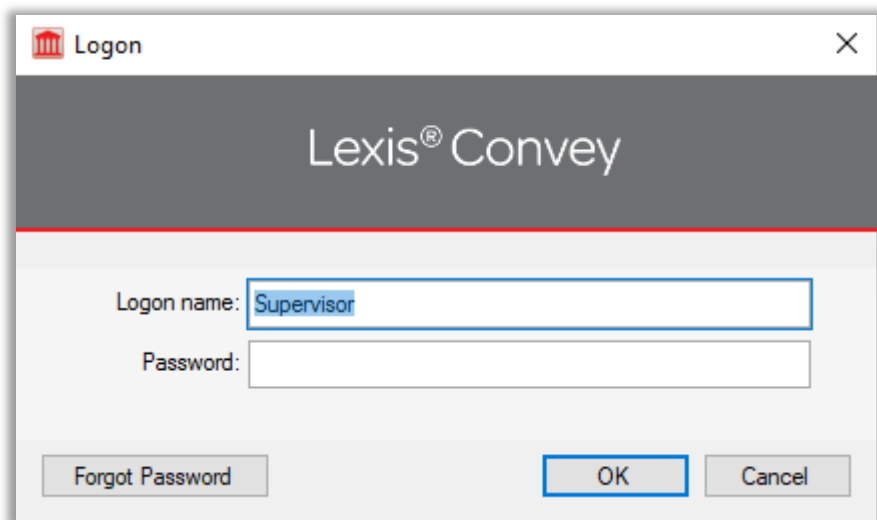 Logon
Lexis® Convey
Logon name: Supervisor
Password:
Forgot Password OK Cancel